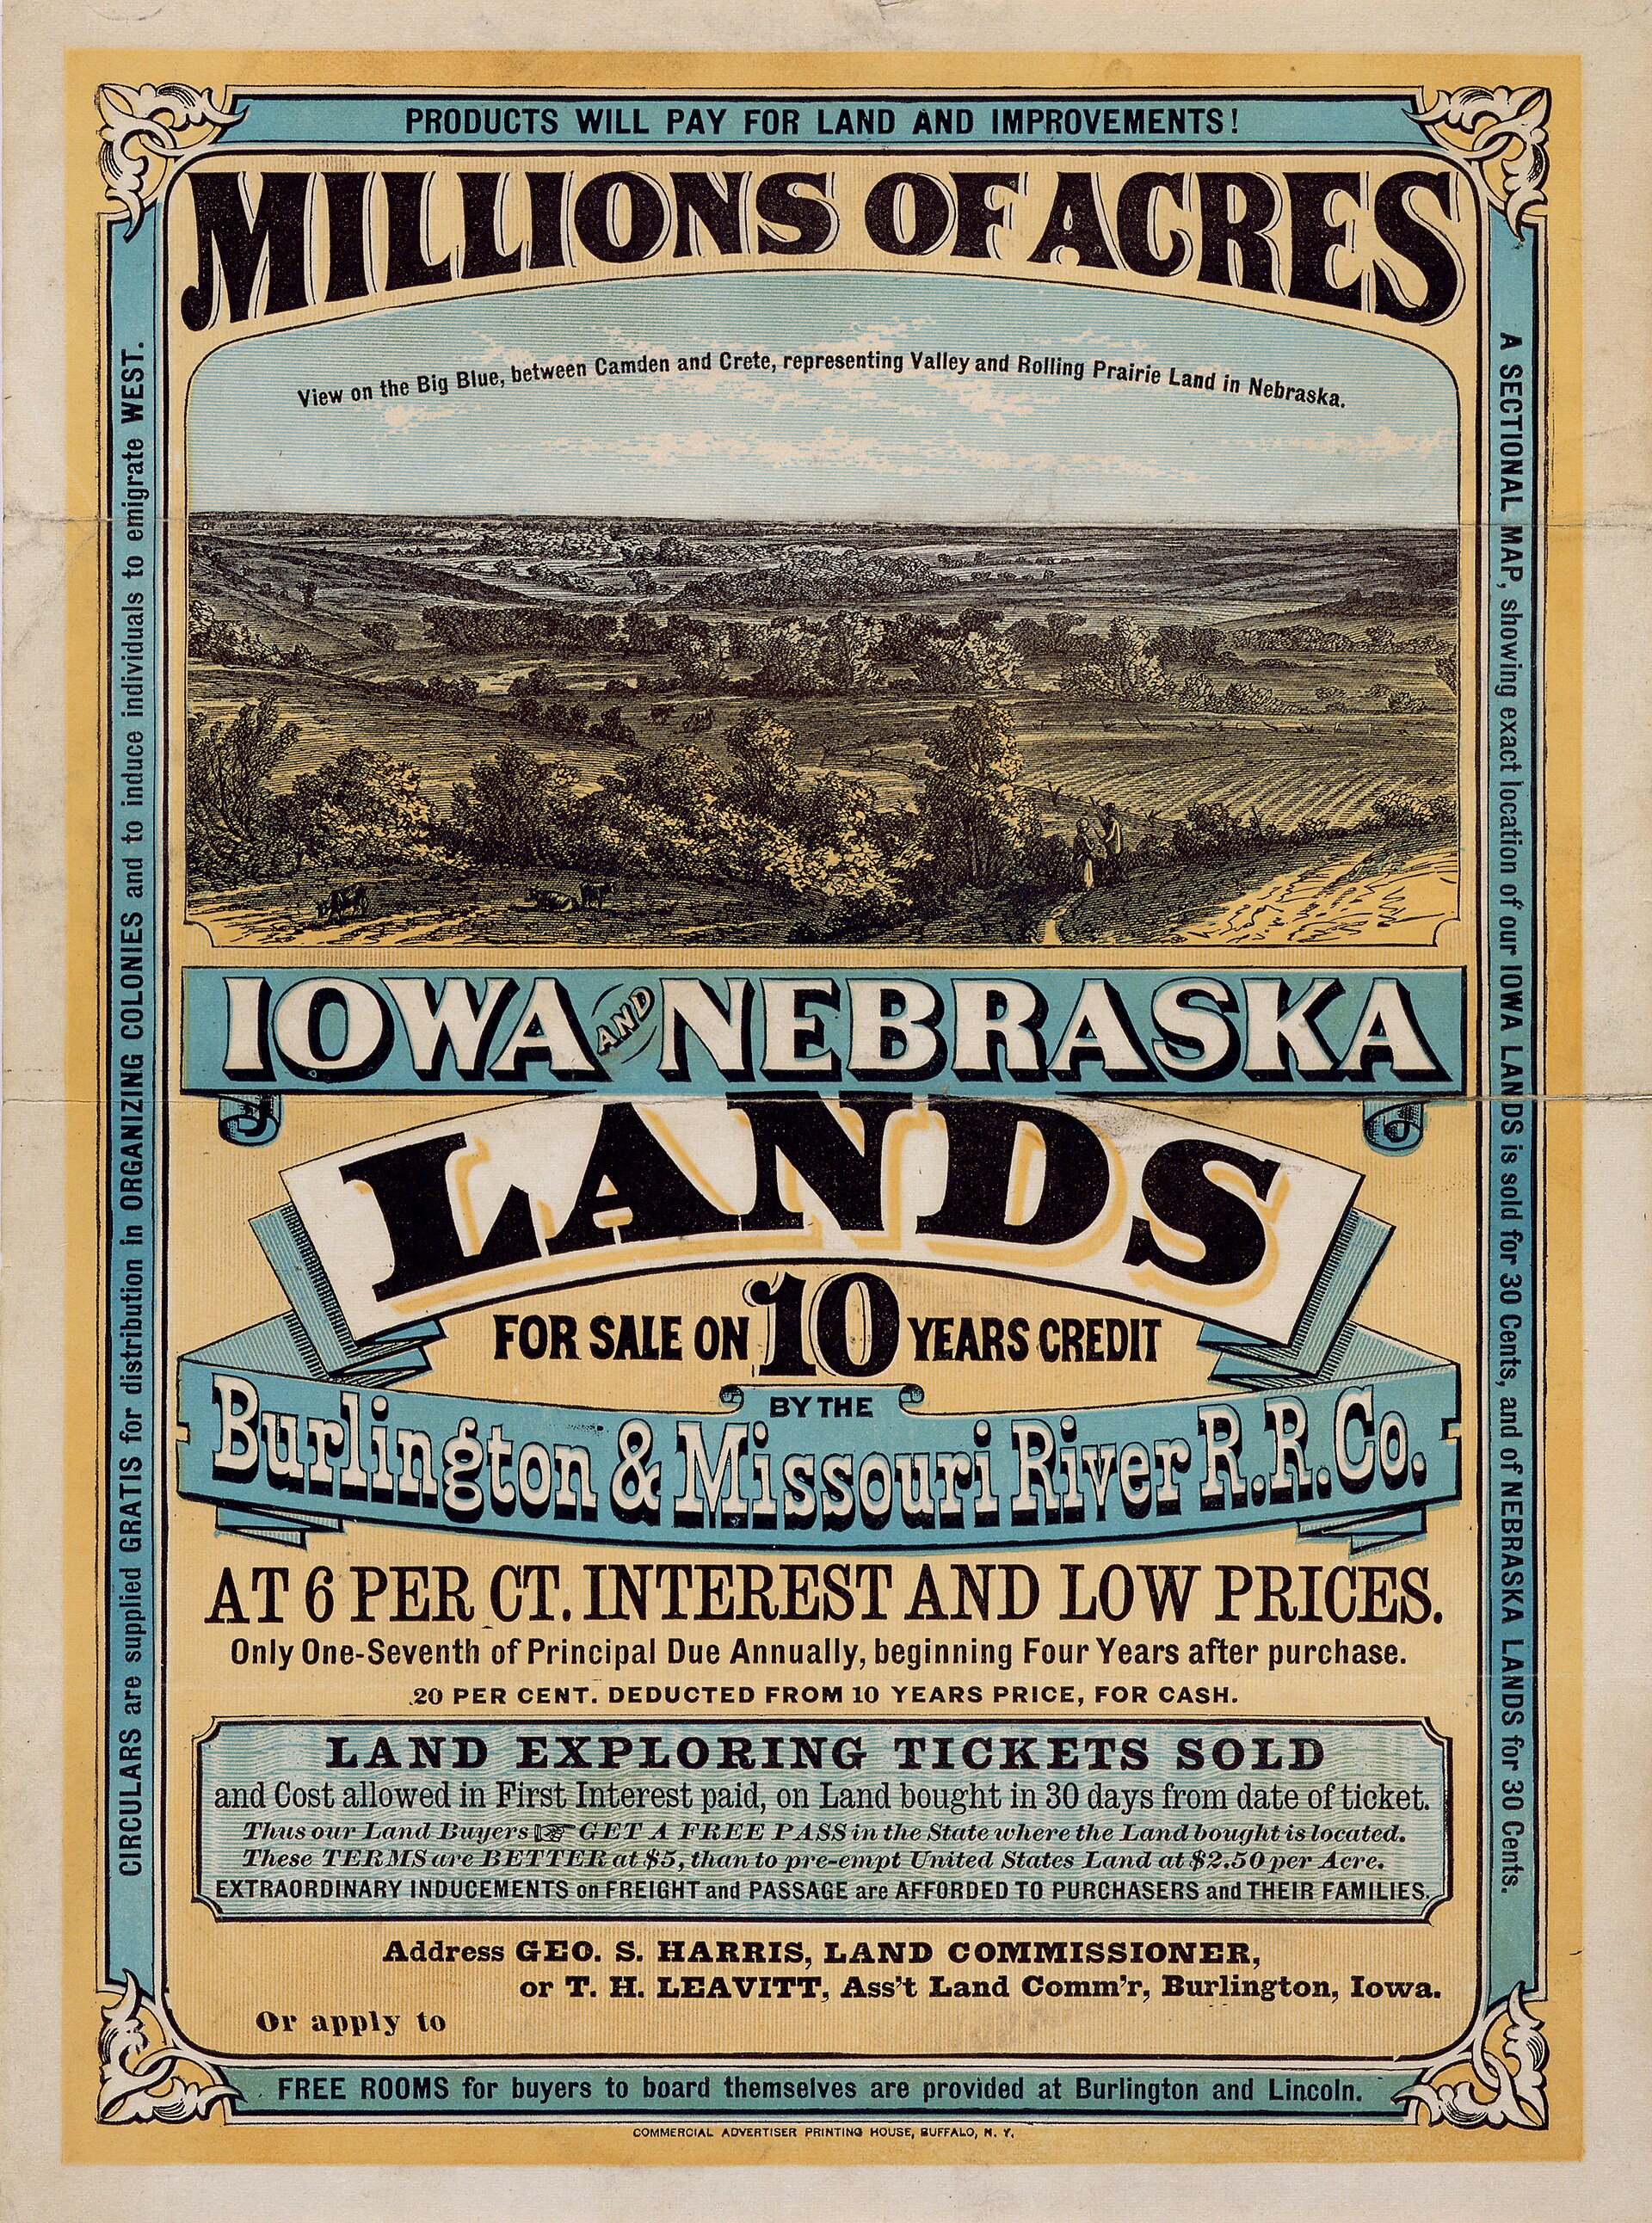 PRODUCTS WILL PAY FOR LAND AND IMPROVEMENTS!
MILLIONS OF ACRES
View on the Big Blue, between Camden and Crete, representing Valley and Rolling Prairie Land in Nebraska.
CIRCULARS are supplied GRATIS for distribution in ORGANIZING COLONIES and to induce individuals to emigrate WEST.
A SECTIONAL MAP, showing exact location of our IOWA LANDS is sold for 30 Cents, and of NEBRASKA LANDS for 30 Cents.
IOWA AND NEBRASKA
LANDS
FOR SALE ON 10 YEARS CREDIT
BY THE
Burlington & Missouri River R.R.Co.
AT 6 PER CT. INTEREST AND LOW PRICES.
Only One-Seventh of Principal Due Annually, beginning Four Years after purchase.
20 PER CENT. DEDUCTED FROM 10 YEARS PRICE, FOR CASH.
LAND EXPLORING TICKETS SOLD
and Cost allowed in First Interest paid, on Land bought in 30 days from date of ticket.
Thus our Land Buyers ☞ GET A FREE PASS in the State where the Land bought is located.
These TERMS are BETTER at $5, than to pre-empt United States Land at $2.50 per Acre.
EXTRAORDINARY INDUCEMENTS on FREIGHT and PASSAGE are AFFORDED TO PURCHASERS and THEIR FAMILIES.
Address GEO. S. HARRIS, LAND COMMISSIONER,
or T. H. LEAVITT, Ass't Land Comm'r, Burlington, Iowa.
Or apply to
FREE ROOMS for buyers to board themselves are provided at Burlington and Lincoln.
COMMERCIAL ADVERTISER PRINTING HOUSE, BUFFALO, N. Y.